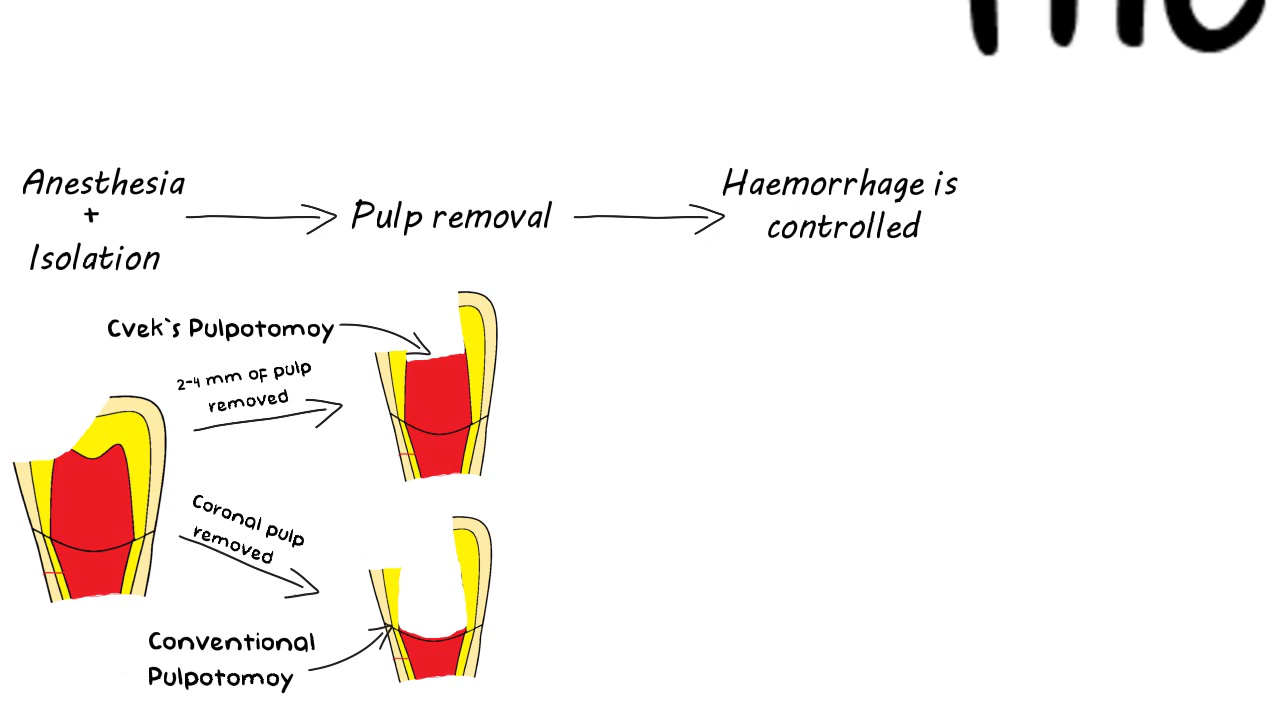 Anesthesia
+
Isolation
Pulp removal
Haemorrhage is
controlled
Cvek`s Pulpotomoy
2-4 mm of pulp
removed
Coronal pulp
removed
Conventional
Pulpotomoy